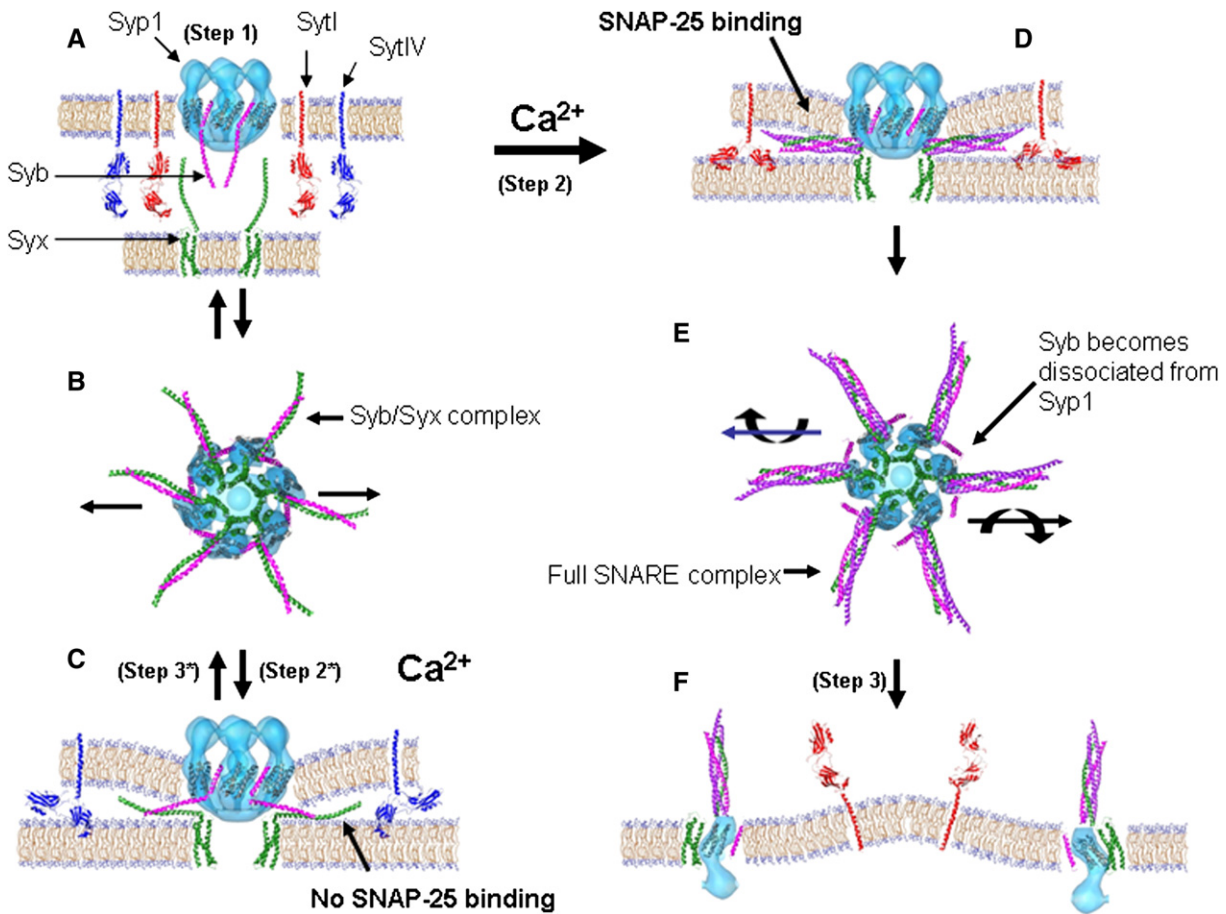 A
Syp1
(Step 1)
SytI
SytIV
Syb
Syx
Ca2+
(Step 2)
SNAP-25 binding
D
B
Syb/Syx complex
E
Syb becomes
dissociated from
Syp1
Full SNARE complex
C
(Step 3*)
(Step 2*)
Ca2+
No SNAP-25 binding
F
(Step 3)